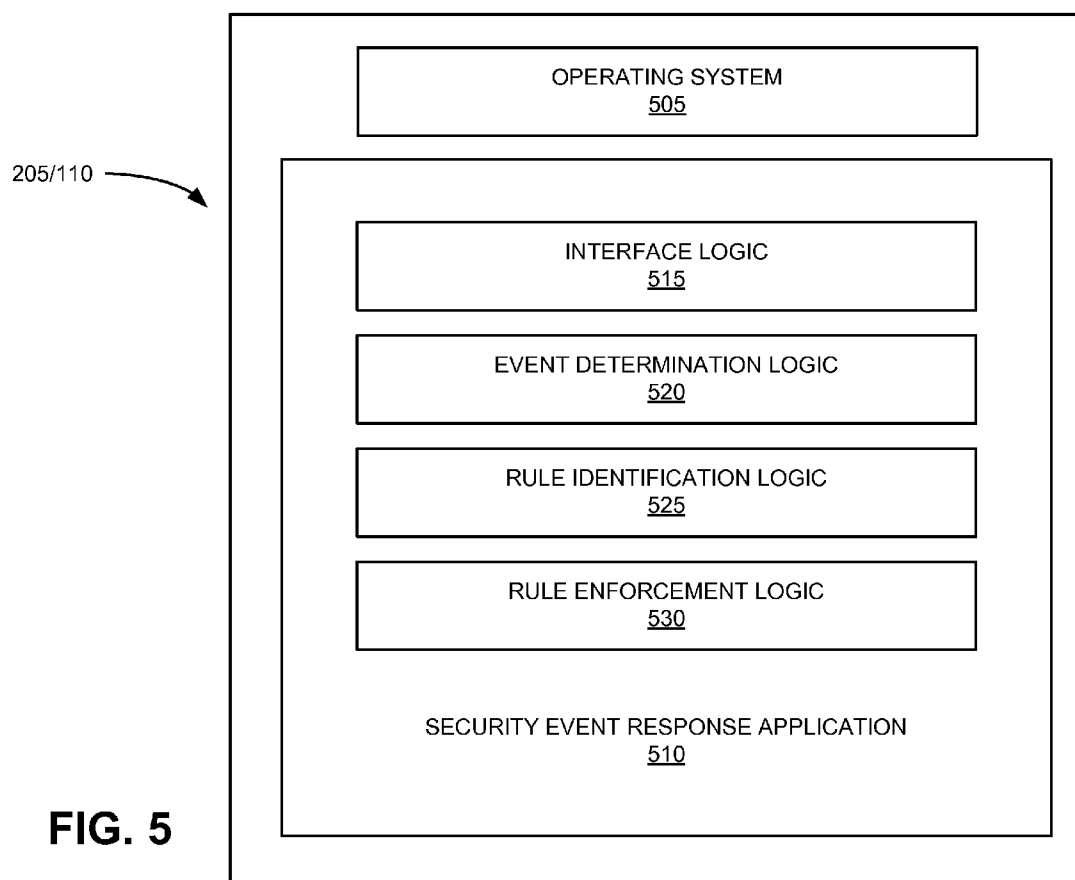 OPERATING SYSTEM
505
205/110
INTERFACE LOGIC
515
EVENT DETERMINATION LOGIC
520
RULE IDENTIFICATION LOGIC
525
RULE ENFORCEMENT LOGIC
530
SECURITY EVENT RESPONSE APPLICATION
510
FIG. 5